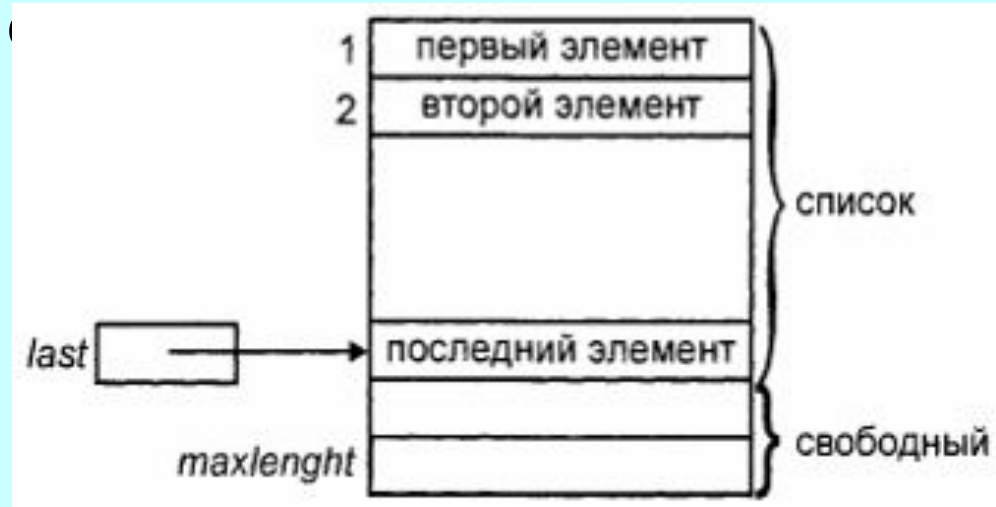 1 первый элемент
2 второй элемент
список
last последний элемент
свободный
maxlenght